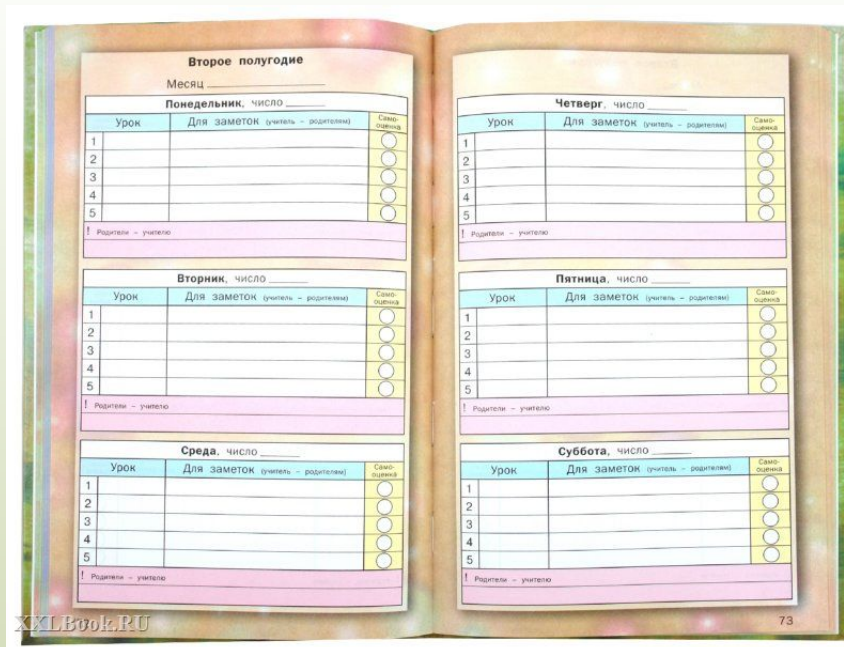 Второе полугодие
Месяц
Понедельник, число
Урок Для заметок (учитель – родителям) Само-
оценка
1
2
3
4
5
! Родители – учителю
Вторник, число
Урок Для заметок (учитель – родителям) Само-
оценка
1
2
3
4
5
! Родители – учителю
Среда, число
Урок Для заметок (учитель – родителям) Само-
оценка
1
2
3
4
5
! Родители – учителю
Четверг, число
Урок Для заметок (учитель – родителям) Само-
оценка
1
2
3
4
5
! Родители – учителю
Пятница, число
Урок Для заметок (учитель – родителям) Само-
оценка
1
2
3
4
5
! Родители – учителю
Суббота, число
Урок Для заметок (учитель – родителям) Само-
оценка
1
2
3
4
5
! Родители – учителю
73
XXLBook.RU